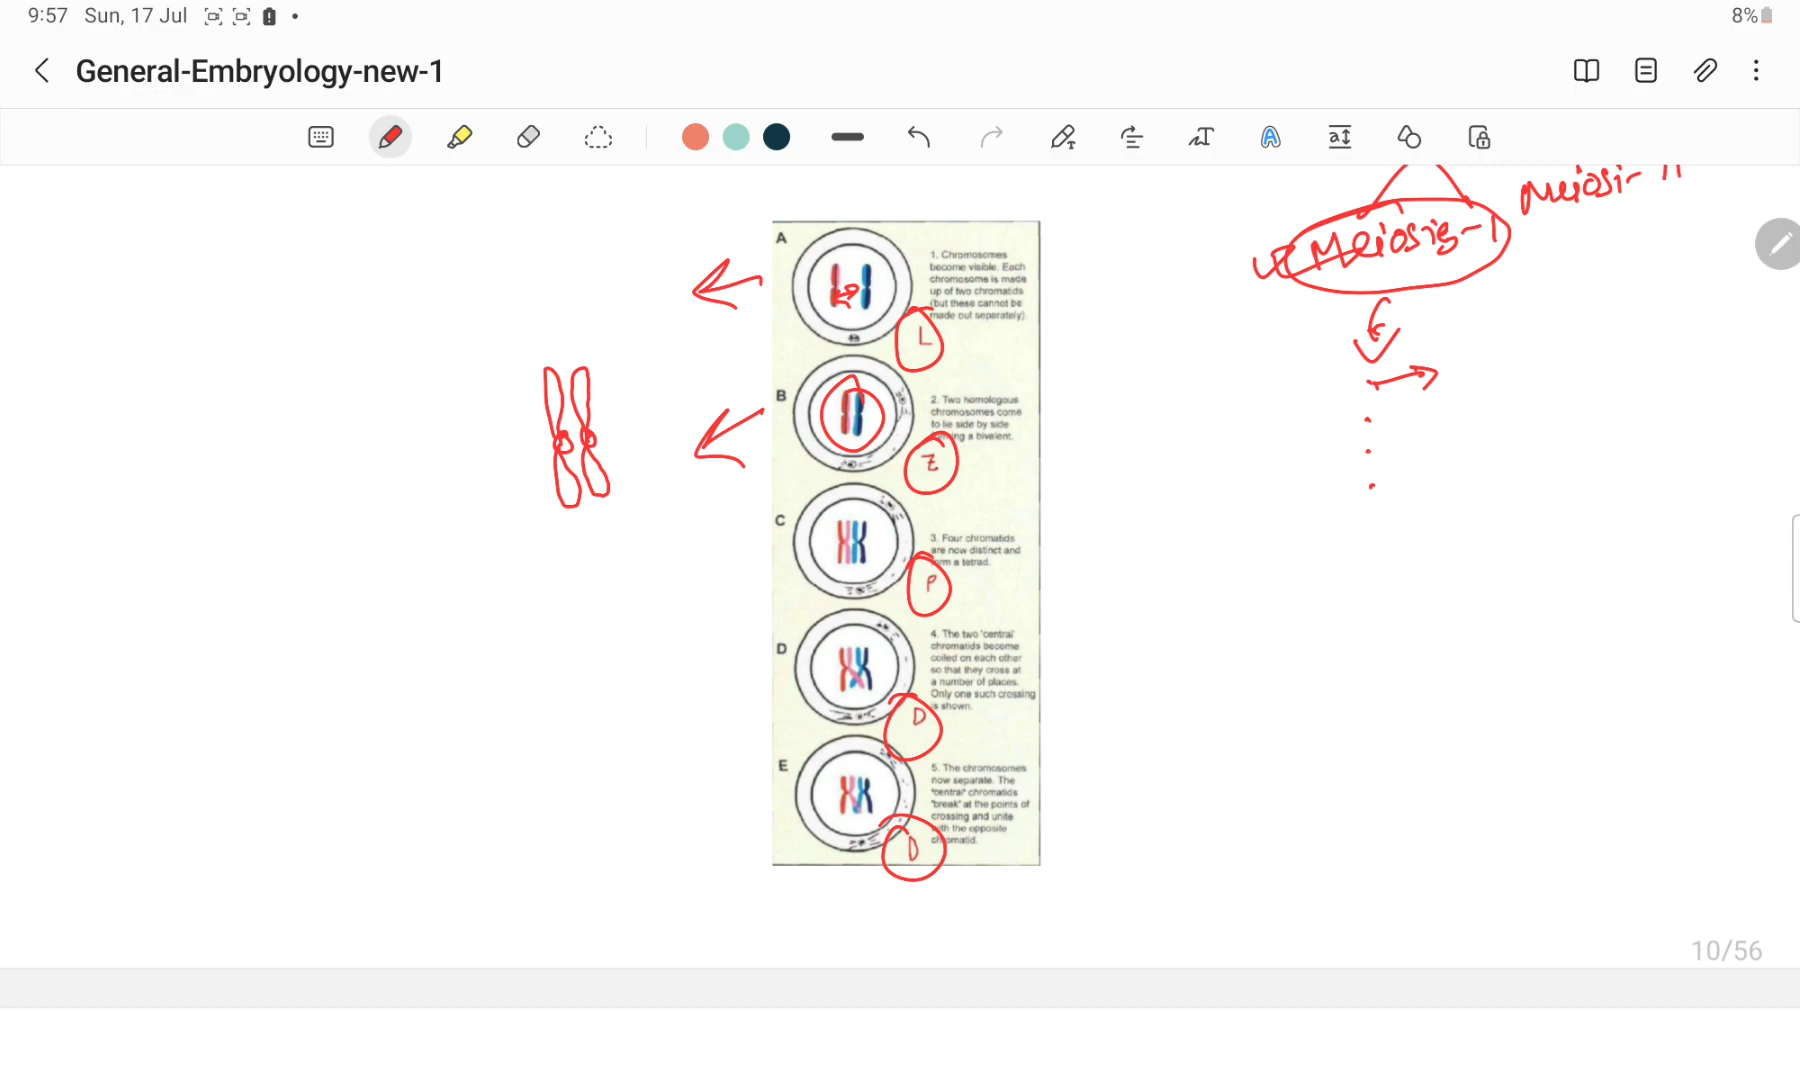 9:57 Sun, 17 Jul
8%
General-Embryology-new-1
Meiosi- II
Meiosis-1
A
1. Chromosomes
become visible. Each
chromosome is made
up of two chromatids
(but these cannot be
made out separately).
L
B
2. Two homologous
chromosomes come
to lie side by side
a bivalent.
Z
C
3. Four chromatids
are now distinct and
form a tetrad.
P
D
4. The two 'central'
chromatids become
coiled on each other
so that they cross at
a number of places.
Only one such crossing
is shown.
D
E
5. The chromosomes
now separate. The
'central' chromatids
'break' at the points of
crossing and unite
with the opposite
chromatid.
D
10/56